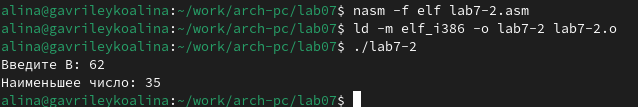 alina@gavrileykoalina:~/work/arch-pc/lab07$ nasm -f elf lab7-2.asm
alina@gavrileykoalina:~/work/arch-pc/lab07$ ld -m elf_i386 -o lab7-2 lab7-2.o
alina@gavrileykoalina:~/work/arch-pc/lab07$ ./lab7-2
Введите В: 62
Наименьшее число: 35
alina@gavrileykoalina:~/work/arch-pc/lab07$